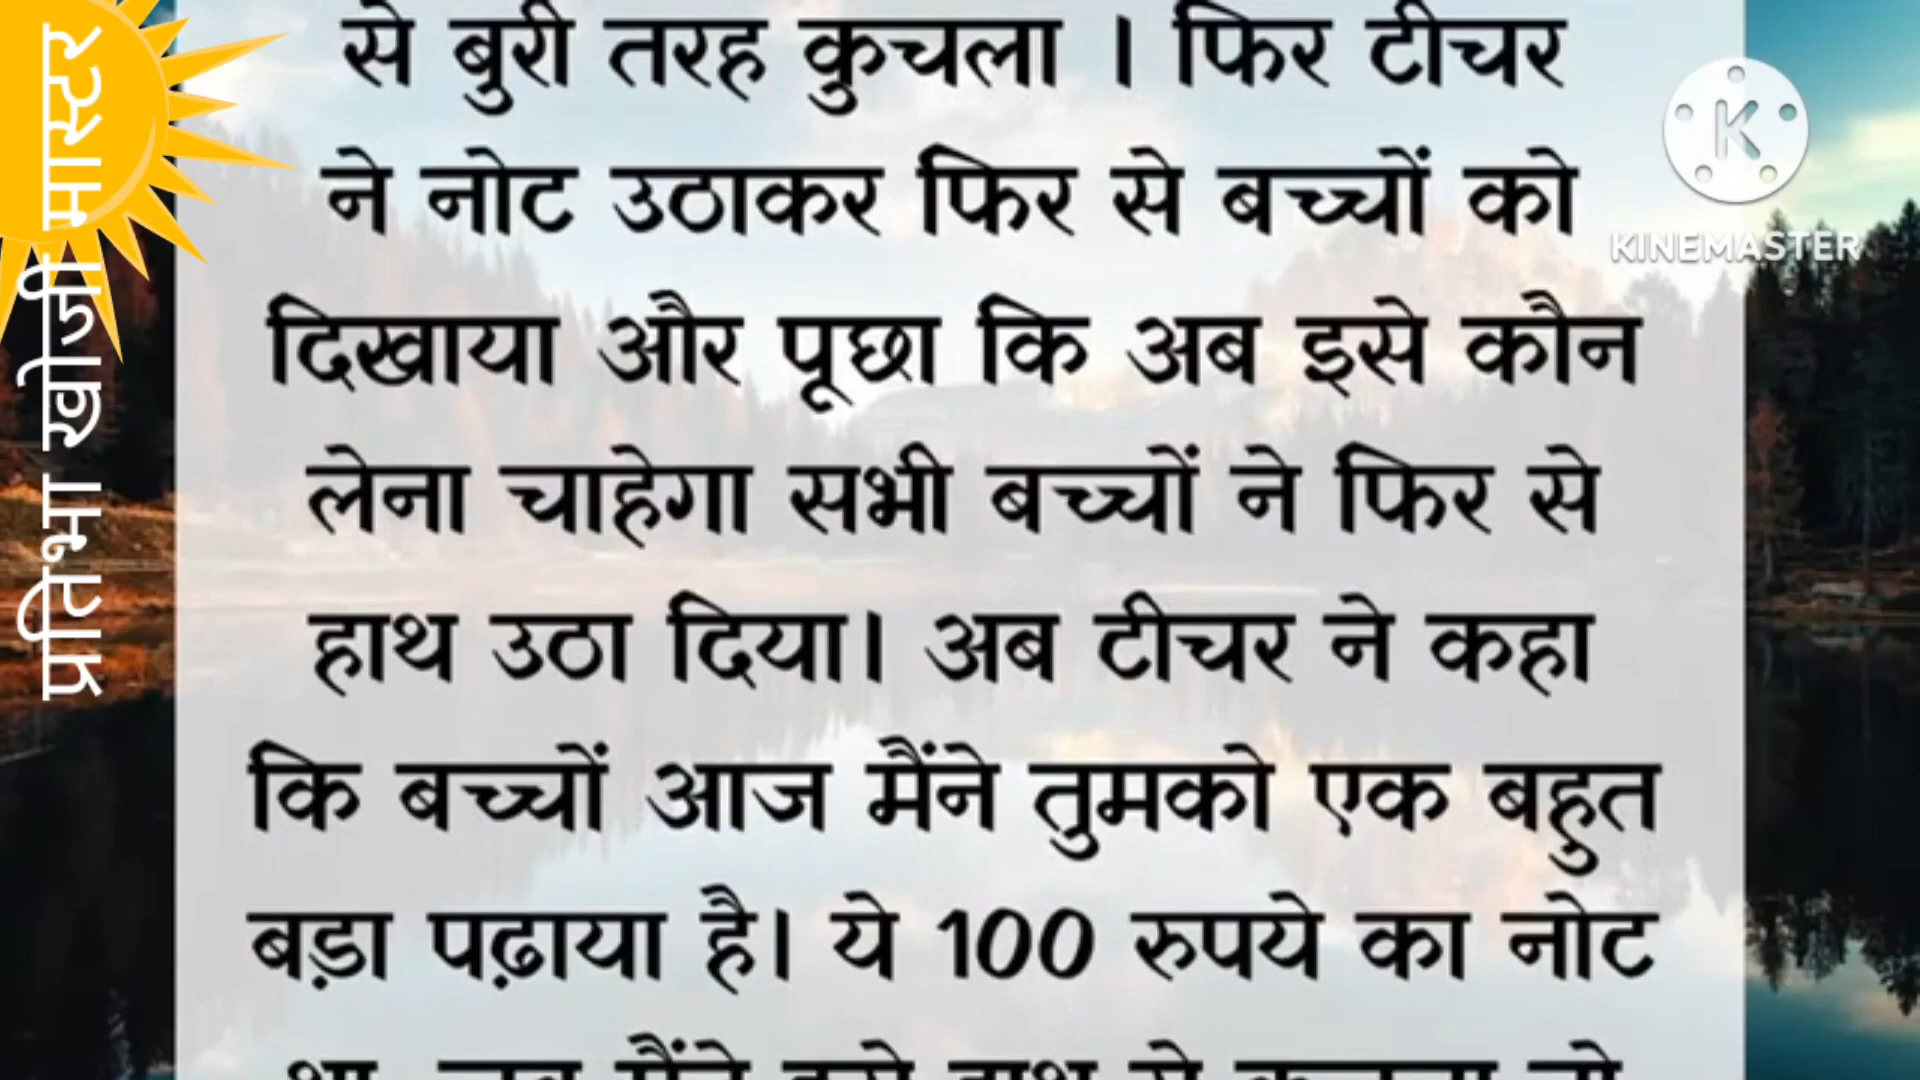 से बुरी तरह कुचला । फिर टीचर
ने नोट उठाकर फिर से बच्चों को
दिखाया और पूछा कि अब इसे कौन
लेना चाहेगा सभी बच्चों ने फिर से
हाथ उठा दिया। अब टीचर ने कहा
कि बच्चों आज मैंने तुमको एक बहुत
बड़ा पढ़ाया है। ये 100 रुपये का नोट
प्रतिभा खोजी मास्टर
K
KINEMASTER